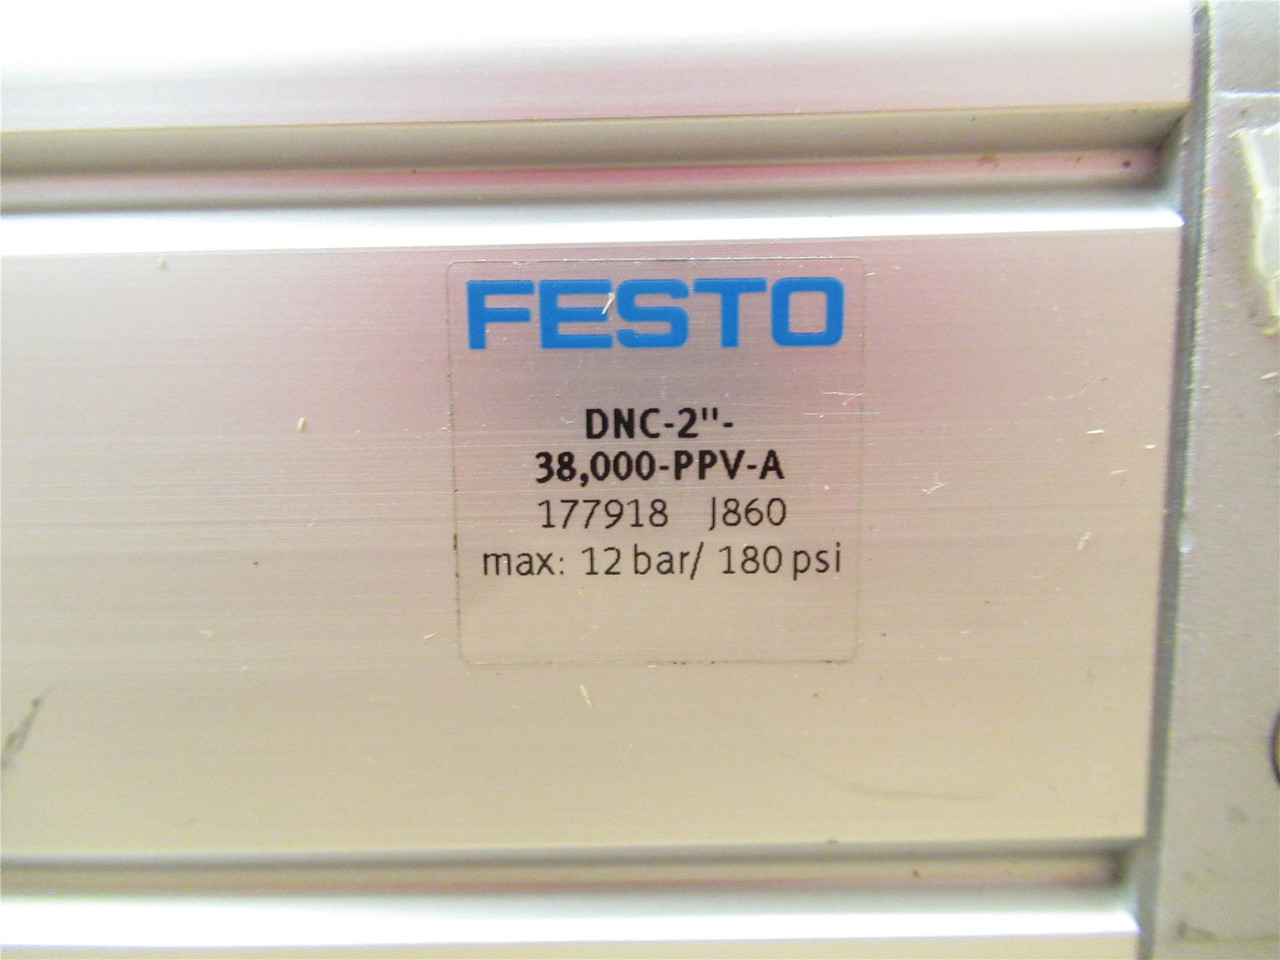 FESTO
DNC-2"-
38,000-PPV-A
177918 J860
max: 12 bar/ 180 psi